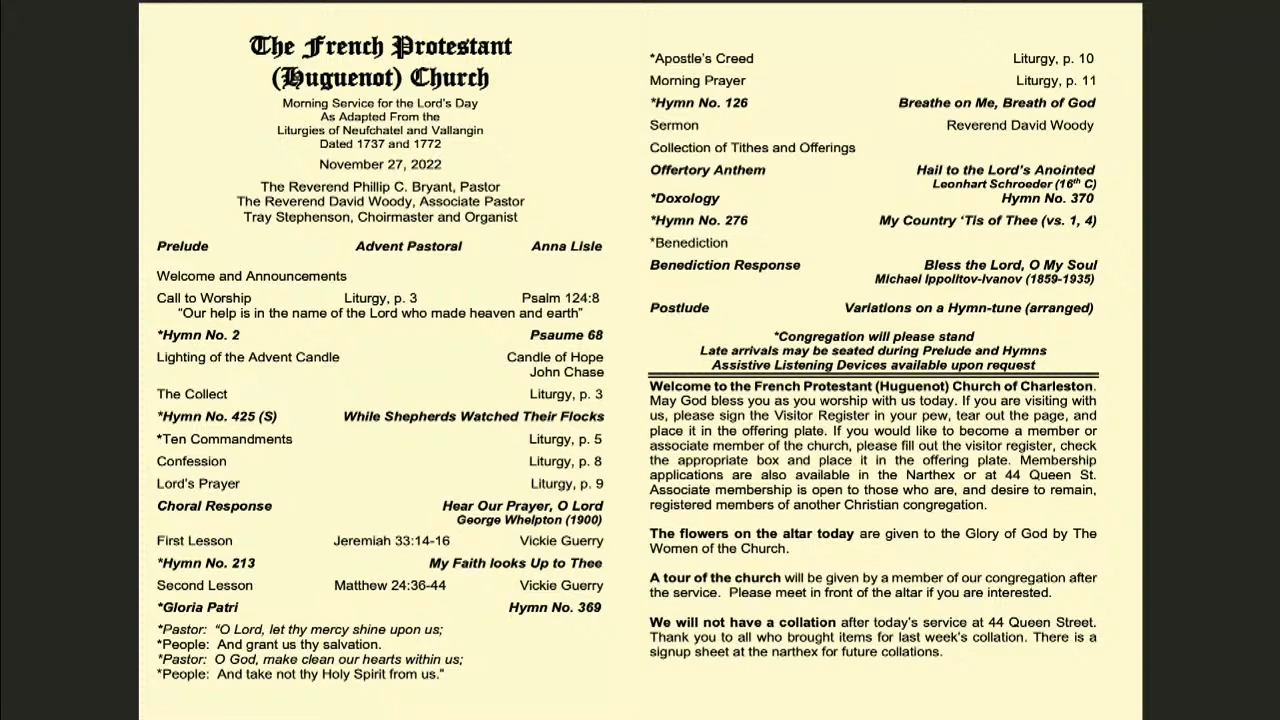 The French Protestant
(Huguenot) Church
Morning Service for the Lord's Day
As Adapted From the
Liturgies of Neufchatel and Vallangin
Dated 1737 and 1772
November 27, 2022
The Reverend Phillip C. Bryant, Pastor
The Reverend David Woody, Associate Pastor
Tray Stephenson, Choirmaster and Organist
Prelude Advent Pastoral Anna Lisle
Welcome and Announcements
Call to Worship Liturgy, p. 3 Psalm 124:8
"Our help is in the name of the Lord who made heaven and earth"
*Hymn No. 2 Psaume 68
Lighting of the Advent Candle Candle of Hope
John Chase
The Collect Liturgy, p. 3
*Hymn No. 425 (S) While Shepherds Watched Their Flocks
*Ten Commandments Liturgy, p. 5
Confession Liturgy, p. 8
Lord's Prayer Liturgy, p. 9
Choral Response Hear Our Prayer, O Lord
George Whelpton (1900)
First Lesson Jeremiah 33:14-16 Vickie Guerry
*Hymn No. 213 My Faith looks Up to Thee
Second Lesson Matthew 24:36-44 Vickie Guerry
*Gloria Patri Hymn No. 369
*Pastor: "O Lord, let thy mercy shine upon us;
*People: And grant us thy salvation.
*Pastor: O God, make clean our hearts within us;
*People: And take not thy Holy Spirit from us."
*Apostle's Creed Liturgy, p. 10
Morning Prayer Liturgy, p. 11
*Hymn No. 126 Breathe on Me, Breath of God
Sermon Reverend David Woody
Collection of Tithes and Offerings
Offertory Anthem Hail to the Lord's Anointed
Leonhart Schroeder (16th C)
*Doxology Hymn No. 370
*Hymn No. 276 My Country 'Tis of Thee (vs. 1, 4)
*Benediction
Benediction Response Bless the Lord, O My Soul
Michael Ippolitov-Ivanov (1859-1935)
Postlude Variations on a Hymn-tune (arranged)
*Congregation will please stand
Late arrivals may be seated during Prelude and Hymns
Assistive Listening Devices available upon request
Welcome to the French Protestant (Huguenot) Church of Charleston.
May God bless you as you worship with us today. If you are visiting with
us, please sign the Visitor Register in your pew, tear out the page, and
place it in the offering plate. If you would like to become a member or
associate member of the church, please fill out the visitor register, check
the appropriate box and place it in the offering plate. Membership
applications are also available in the Narthex or at 44 Queen St.
Associate membership is open to those who are, and desire to remain,
registered members of another Christian congregation.
The flowers on the altar today are given to the Glory of God by The
Women of the Church.
A tour of the church will be given by a member of our congregation after
the service. Please meet in front of the altar if you are interested.
We will not have a collation after today's service at 44 Queen Street.
Thank you to all who brought items for last week's collation. There is a
signup sheet at the narthex for future collations.